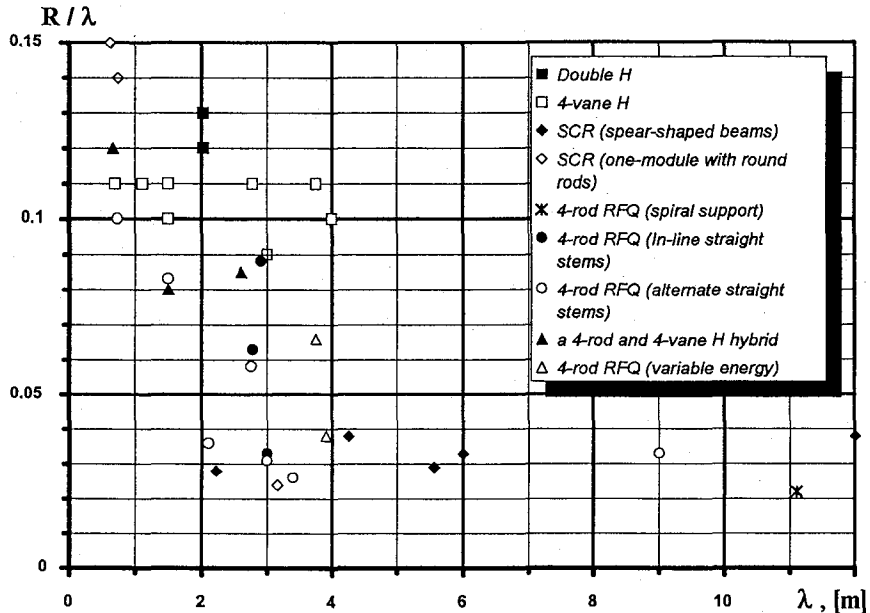 R / λ
0.15
0.1
0.05
0
Double H
4-vane H
SCR (spear-shaped beams)
SCR (one-module with round
rods)
4-rod RFQ (spiral support)
4-rod RFQ (In-line straight
stems)
4-rod RFQ (alternate straight
stems)
a 4-rod and 4-vane H hybrid
4-rod RFQ (variable energy)
0 2 4 6 8 10 λ , [m]